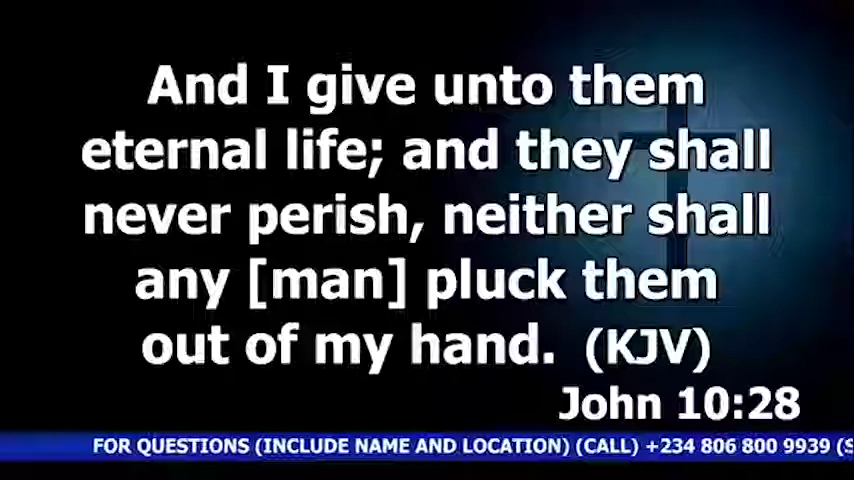 And I give unto them
eternal life; and they shall
never perish, neither shall
any [man] pluck them
out of my hand. (KJV)
John 10:28
FOR QUESTIONS (INCLUDE NAME AND LOCATION) (CALL) +234 806 800 9939 (S